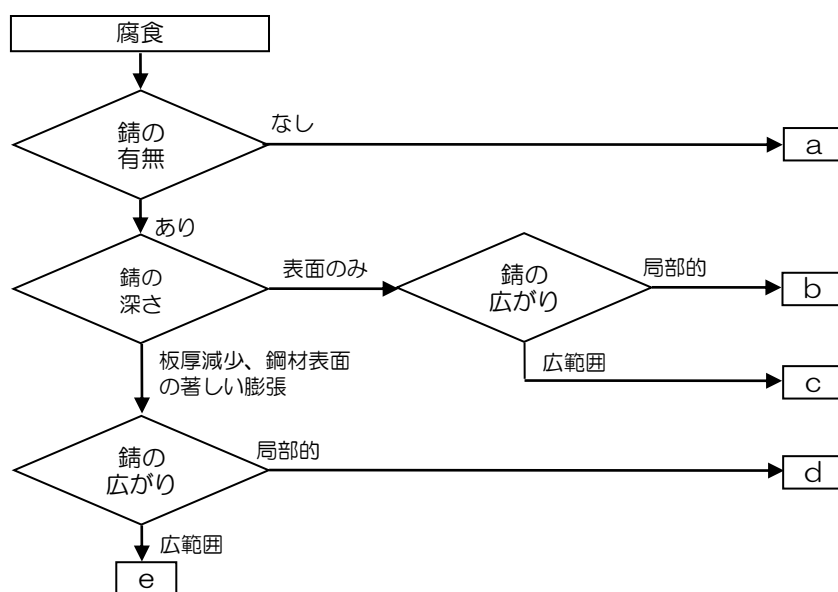 腐食
錆の
有無
なし
a
あり
錆の
深さ
表面のみ
錆の
広がり
局部的
b
広範囲
c
板厚減少、鋼材表面
の著しい膨張
錆の
広がり
局部的
d
広範囲
e